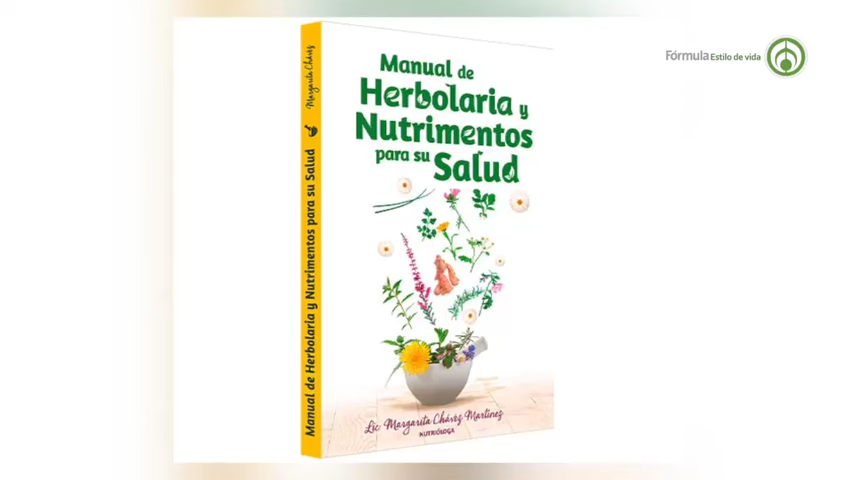 Fórmula Estilo de vida
Margarita Chávez
Manual de Herbolaria y Nutrimentos para su Salud
Manual de
Herbolaria y
Nutrimentos
para su Salud
Lic Margarita Chávez Martínez
NUTRIÓLOGA